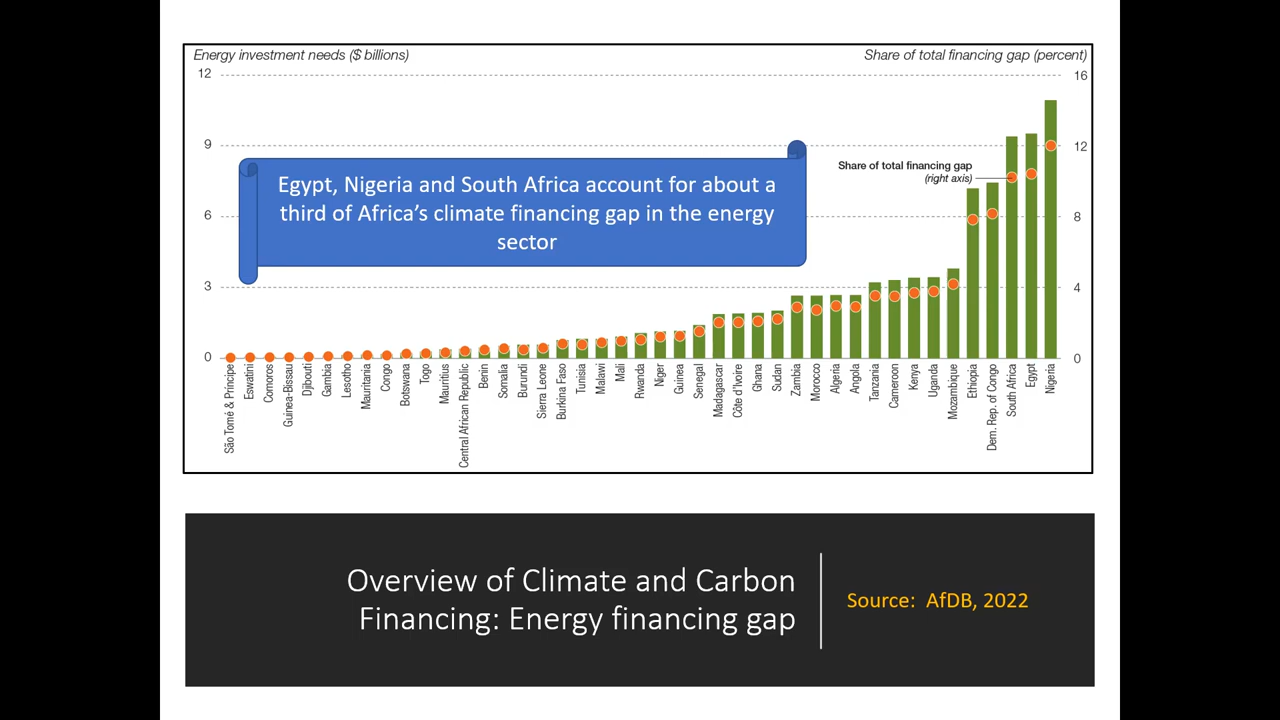 Energy investment needs ($ billions)
Share of total financing gap (percent)
12
16
9
12
6
8
3
4
0
0
Share of total financing gap
(right axis)
Egypt, Nigeria and South Africa account for about a
third of Africa's climate financing gap in the energy
sector
São Tomé & Príncipe
Eswatini
Comoros
Guinea-Bissau
Djibouti
Gambia
Lesotho
Mauritania
Congo
Botswana
Togo
Mauritius
Central African Republic
Benin
Somalia
Burundi
Sierra Leone
Burkina Faso
Tunisia
Malawi
Mali
Rwanda
Niger
Guinea
Senegal
Madagascar
Côte d'Ivoire
Ghana
Sudan
Zambia
Morocco
Algeria
Angola
Tanzania
Cameroon
Kenya
Uganda
Mozambique
Ethiopia
Dem. Rep. of Congo
South Africa
Egypt
Nigeria
Overview of Climate and Carbon
Financing: Energy financing gap
Source: AfDB, 2022